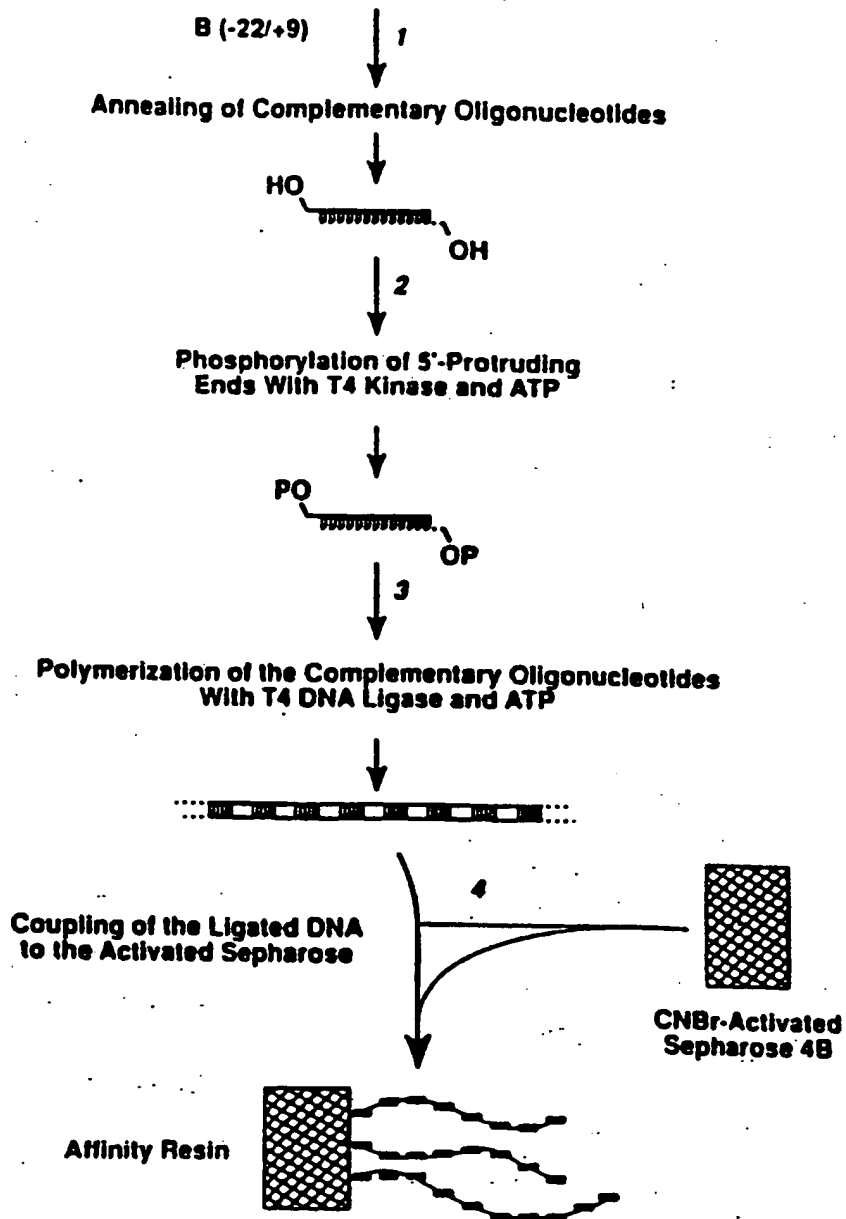 B (-22/+9)
1
Annealing of Complementary Oligonucleotides
HO
OH
2
Phosphorylation of 5'-Protruding
Ends With T4 Kinase and ATP
PO
OP
3
Polymerization of the Complementary Oligonucleotides
With T4 DNA Ligase and ATP
4
Coupling of the Ligated DNA
to the Activated Sepharose
CNBr-Activated
Sepharose 4B
Affinity Resin